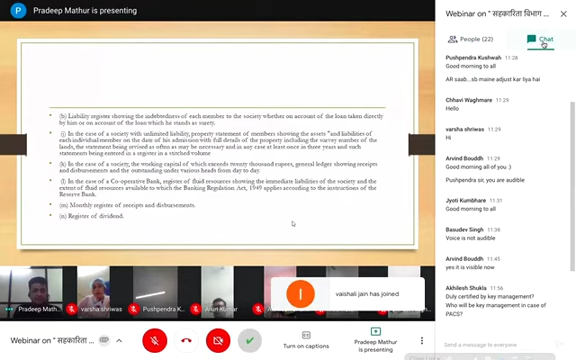 Pradeep Mathur is presenting
Webinar on " सहकारिता विभाग ...
People (22)
Chat
(h) Liability register showing the indebtedness of each member to the society whether on account of the loan taken directly
by him or on account of the loan which he stands as surety.
(i) In the case of a society with unlimited liability, property statement of members showing the assets "and liabilities of
each individual member on the date of his admission with full details of the property including the survey number of the
lands, the statement being revised as often as may be necessary and in any case at least once in three years and such
statements being entered in a register in a stitched volume
(k) In the case of a society, the working capital of which exceeds twenty thousand rupees, general ledger showing receipts
and disbursements and the outstanding under various heads from day to day.
(l) In the case of a Co-operative Bank, register of fluid resources showing the immediate liabilities of the society and the
extent of fluid resources available to which the Banking Regulation Act, 1949 applies according to the instructions of the
Reserve Bank.
(m) Monthly register of receipts and disbursements.
(n) Register of dividend.
Pushpendra Kushwah 11:28
Good morning to all
AR saab...sb maine adjust kar liya hai
Chhavi Waghmare 11:29
Hello
varsha shriwas 11:29
Hi
Arvind Bouddh 11:29
Good morning all of you.)
Pushpendra sir, you are audible
Jyoti Kumbhare 11:31
Good morning to all
Basudev Singh 11:38
Voice is not audible
Arvind Bouddh 11:45
yes it is visible now
Akhilesh Shukla 11:56
Duly certified by key management?
Who will be key management in case of
PACS?
Send a message to everyone
Pradeep Math...
varsha shriwas
Pushpendra K...
Arun Kumar
I
vaishali jain has joined
Webinar on " सहकारिता वि...
Turn on captions
Pradeep Mathur
is presenting